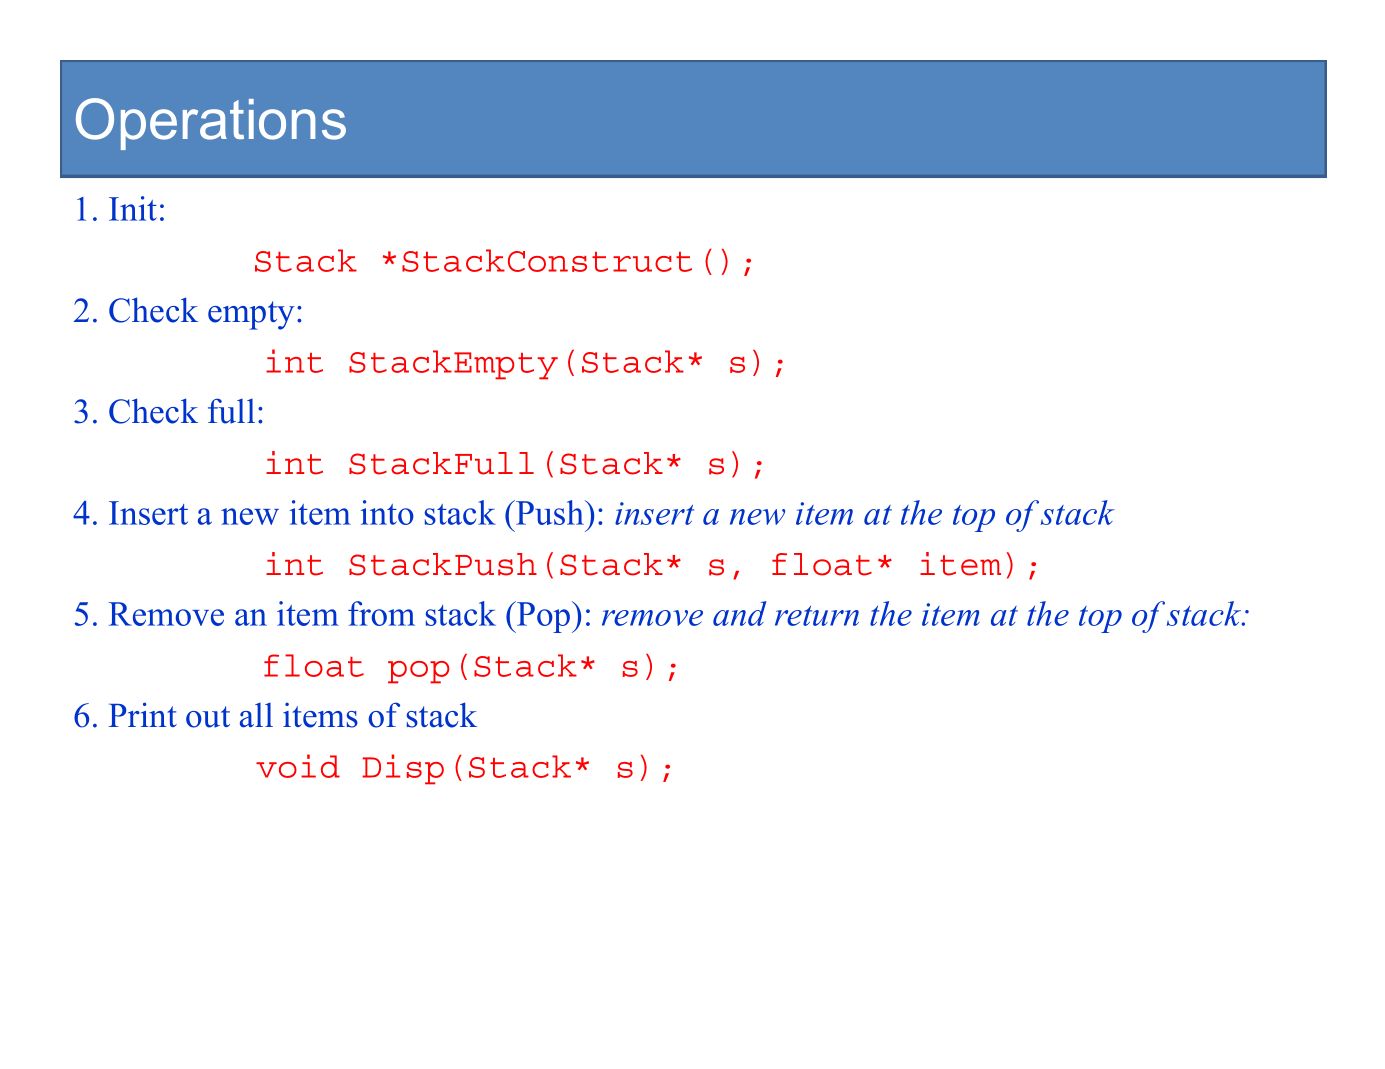 Operations
1. Init:
Stack *StackConstruct();
2. Check empty:
int StackEmpty(Stack* s);
3. Check full:
int StackFull(Stack* s);
4. Insert a new item into stack (Push): insert a new item at the top of stack
int StackPush(Stack* s, float* item);
5. Remove an item from stack (Pop): remove and return the item at the top of stack:
float pop(Stack* s);
6. Print out all items of stack
void Disp(Stack* s);